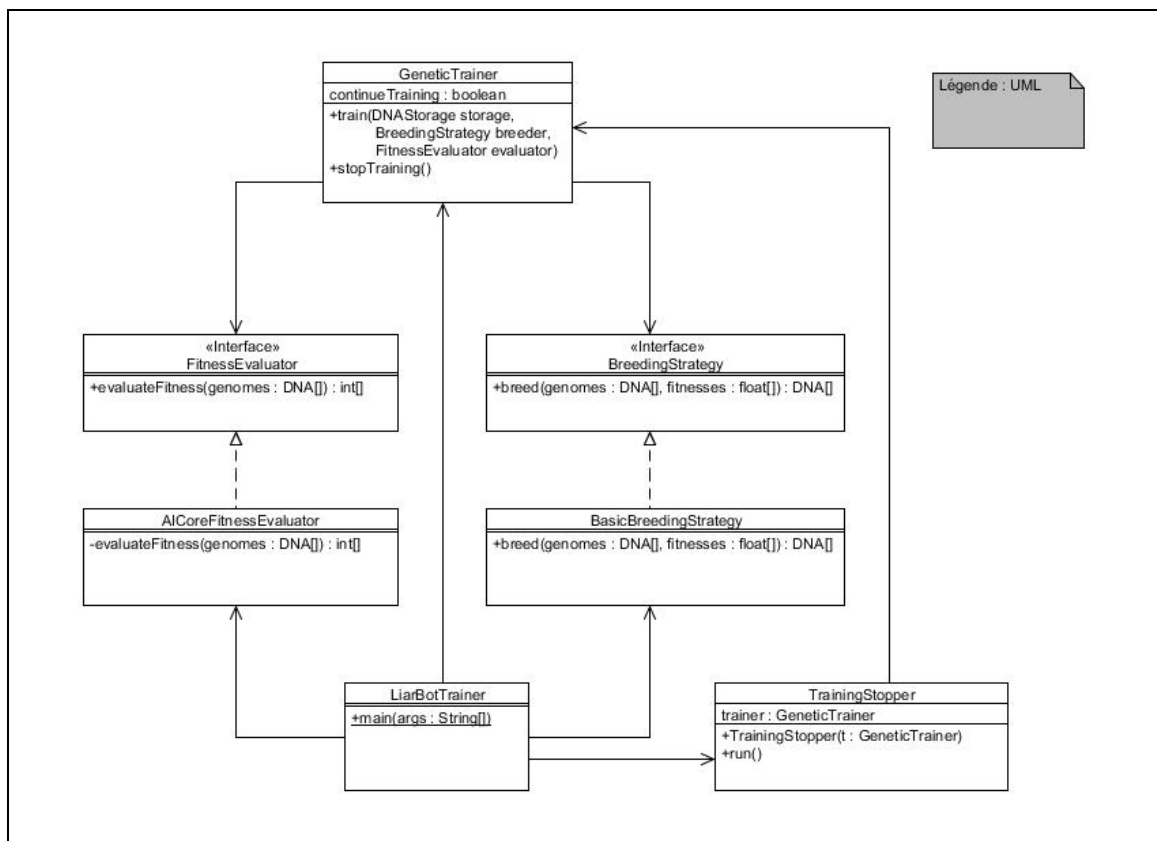 GeneticTrainer
continueTraining : boolean
+train(DNAStorage storage,
BreedingStrategy breeder,
FitnessEvaluator evaluator)
+stopTraining()
Légende : UML
«Interface»
FitnessEvaluator
+evaluateFitness(genomes : DNA[]) : int[]
«Interface»
BreedingStrategy
+breed(genomes : DNA[], fitnesses : float[]) : DNA[]
AICoreFitnessEvaluator
-evaluateFitness(genomes : DNA[]) : int[]
BasicBreedingStrategy
+breed(genomes : DNA[], fitnesses : float[]) : DNA[]
LiarBotTrainer
+main(args : String[])
TrainingStopper
trainer : GeneticTrainer
+TrainingStopper(t : GeneticTrainer)
+run()